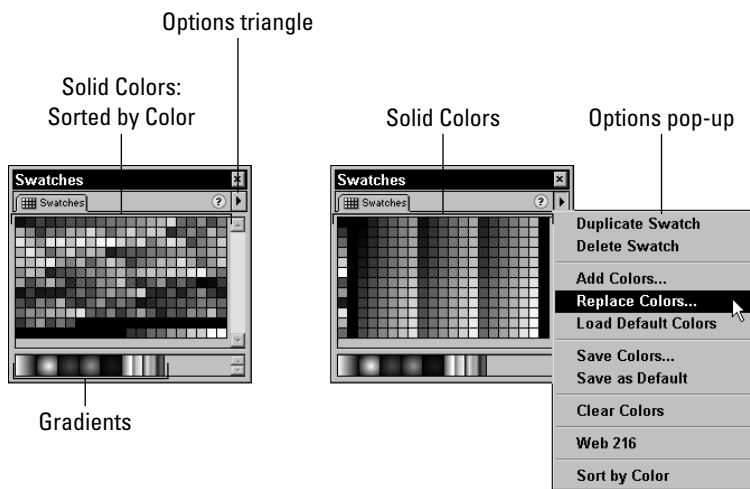 Options triangle
Solid Colors:
Sorted by Color
Solid Colors
Options pop-up
Swatches
Swatches
?
Gradients
Swatches
Swatches
?
Duplicate Swatch
Delete Swatch
Add Colors...
Replace Colors...
Load Default Colors
Save Colors...
Save as Default
Clear Colors
Web 216
Sort by Color